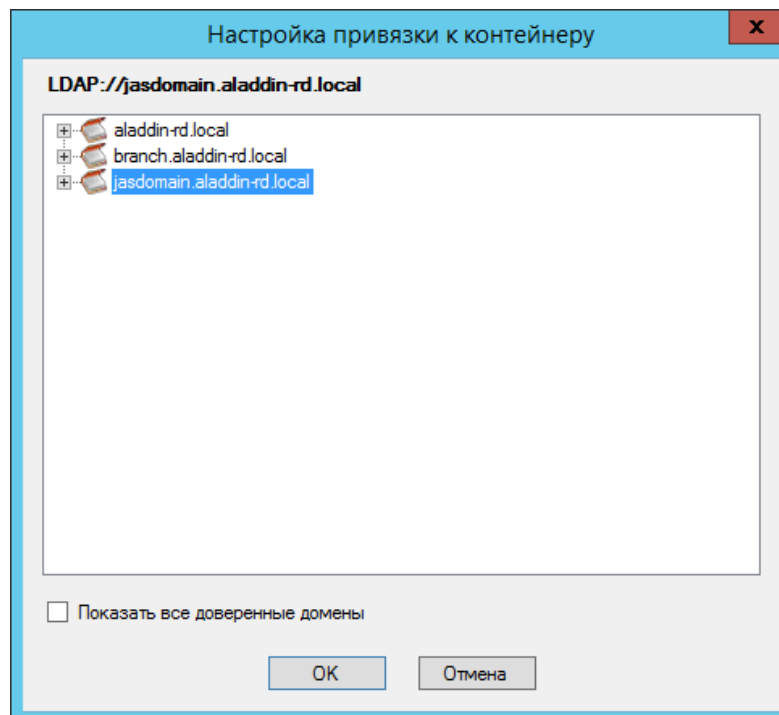 Настройка привязки к контейнеру
x
LDAP://jasdomain.aladdin-rd.local
aladdin-rd.local
branch.aladdin-rd.local
jasdomain.aladdin-rd.local
Показать все доверенные домены
OK
Отмена